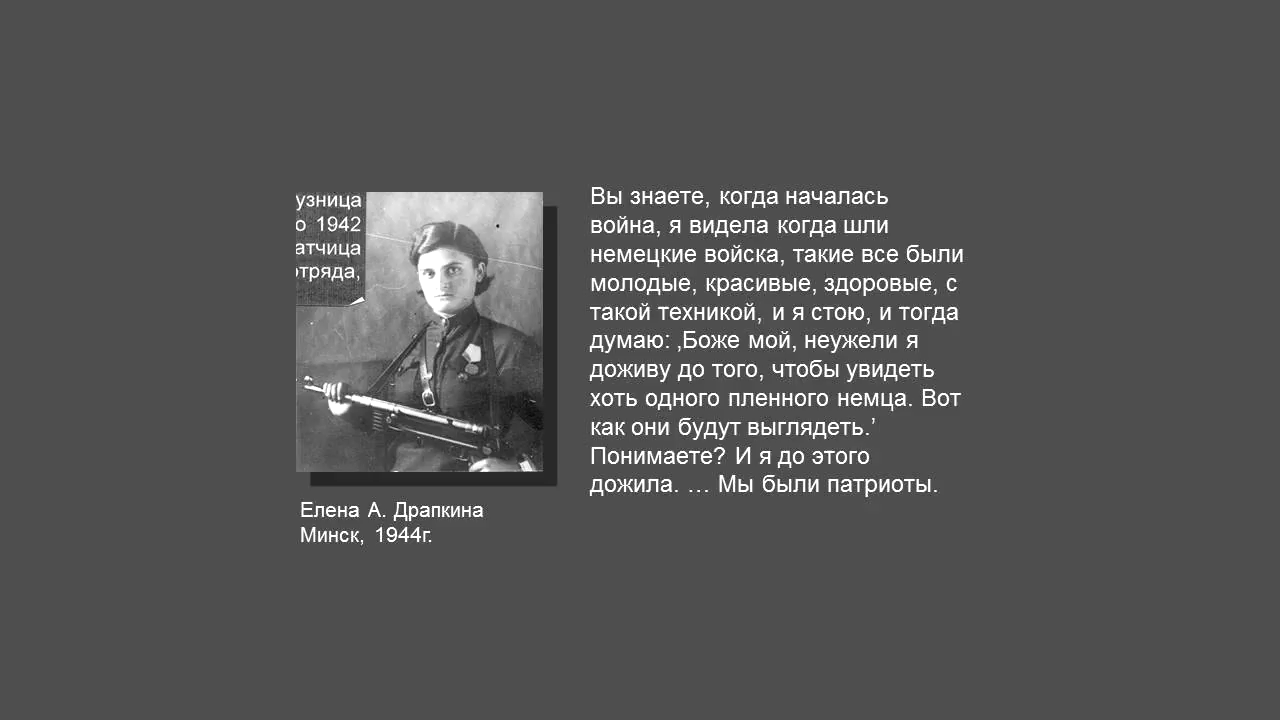 узница
о 1942
атчица
отряда,
Вы знаете, когда началась
война, я видела когда шли
немецкие войска, такие все были
молодые, красивые, здоровые, с
такой техникой, и я стою, и тогда
думаю: ‚Боже мой, неужели я
доживу до того, чтобы увидеть
хоть одного пленного немца. Вот
как они будут выглядеть.’
Понимаете? И я до этого
дожила. … Мы были патриоты.
Елена А. Драпкина
Минск, 1944г.